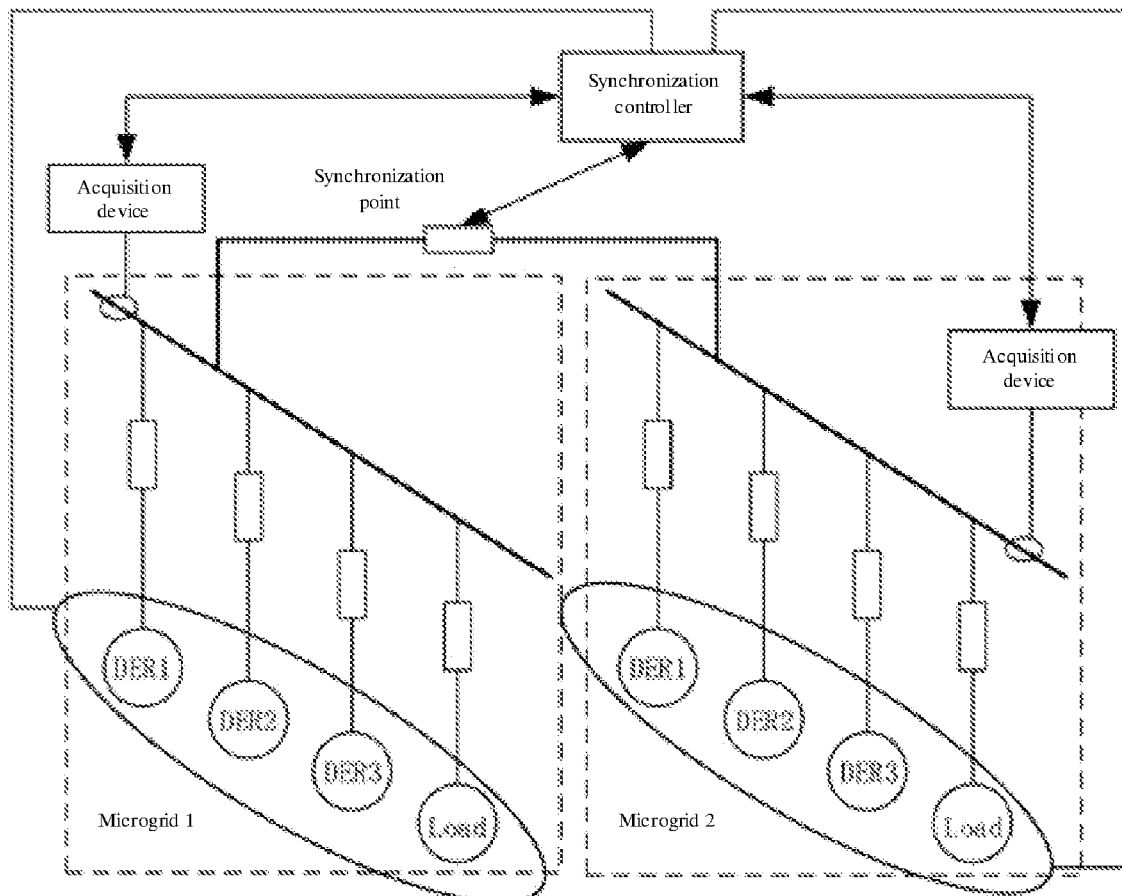 Synchronization
controller
Acquisition
device
Synchronization
point
Acquisition
device
DER1
DER2
DER3
Load
Microgrid 1
DER1
DER2
DER3
Load
Microgrid 2